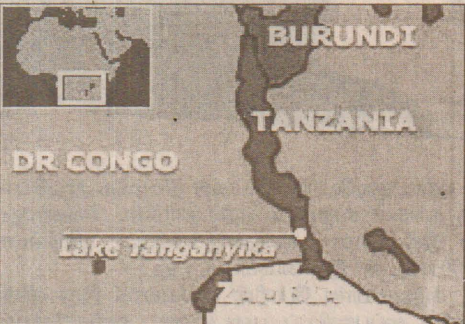 BURUNDI
TANZANIA
DR CONGO
Lake Tanganyika
ZAMBIA